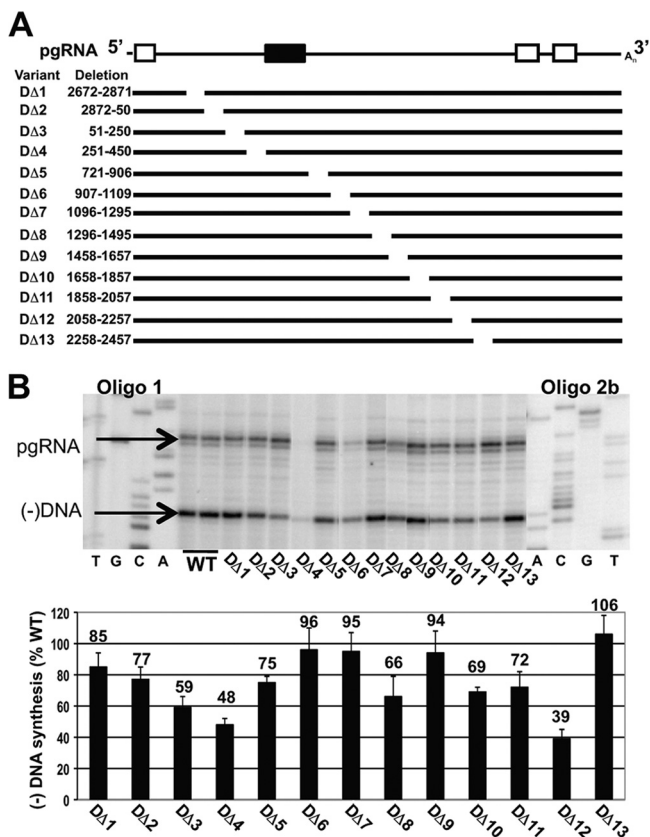 A
pgRNA 5’ - An 3’
Variant Deletion
DΔ1 2672-2871
DΔ2 2872-50
DΔ3 51-250
DΔ4 251-450
DΔ5 721-906
DΔ6 907-1109
DΔ7 1096-1295
DΔ8 1296-1495
DΔ9 1458-1657
DΔ10 1658-1857
DΔ11 1858-2057
DΔ12 2058-2257
DΔ13 2258-2457
B
Oligo 1 Oligo 2b
pgRNA
(-)DNA
T G C A WT DΔ1 DΔ2 DΔ3 DΔ4 DΔ5 DΔ6 DΔ7 DΔ8 DΔ9 DΔ10 DΔ11 DΔ12 DΔ13 A C G T
(-) DNA synthesis (% WT)
120
100
80
60
40
20
0
85 77 59 48 75 96 95 66 94 69 72 39 106
DΔ1 DΔ2 DΔ3 DΔ4 DΔ5 DΔ6 DΔ7 DΔ8 DΔ9 DΔ10 DΔ11 DΔ12 DΔ13